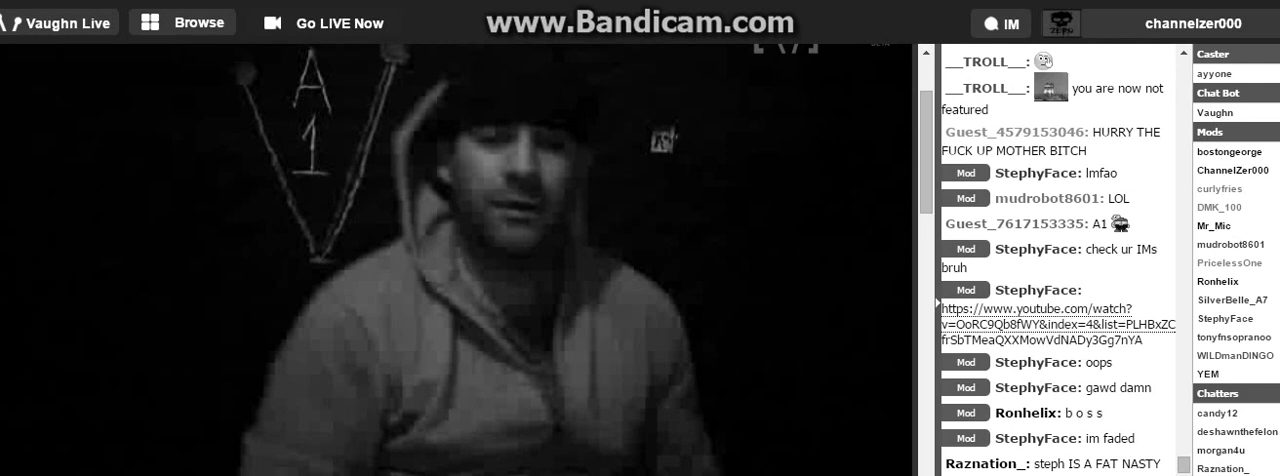 Vaughn Live
Browse
Go LIVE Now
www.Bandicam.com
IM
channelzer000
A
1
__TROLL__:
__TROLL__: you are now not
featured
Guest_4579153046: HURRY THE
FUCK UP MOTHER BITCH
Mod StephyFace: lmfao
Mod mudrobot8601: LOL
Guest_7617153335: A1
Mod StephyFace: check ur IMs
bruh
Mod StephyFace:
https://www.youtube.com/watch?
v=OoRC9Qb8fWY&index=4&list=PLHBxZC
frSbTMeaQXXMowVdNADy3Gg7nYA
Mod StephyFace: oops
Mod StephyFace: gawd damn
Mod Ronhelix: b o s s
Mod StephyFace: im faded
Raznation_: steph IS A FAT NASTY
Caster
ayyone
Chat Bot
Vaughn
Mods
bostongeorge
ChannelZer000
curlyfries
DMK_100
Mr_Mic
mudrobot8601
PricelessOne
Ronhelix
SilverBelle_A7
StephyFace
tonyfnsopranoo
WILDmanDINGO
YEM
Chatters
candy12
deshawnthefelon
morgan4u
Raznation_